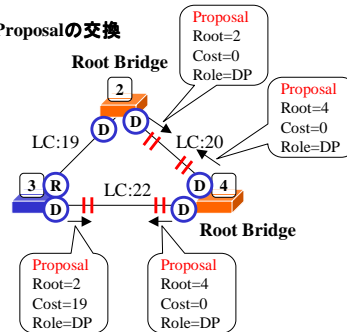 Proposalの交換
Proposal
Root=2
Cost=0
Role=DP
Root Bridge
2
D
D
Proposal
Root=4
Cost=0
Role=DP
LC:19
LC:20
3
R
D
LC:22
D
D
4
Root Bridge
Proposal
Root=2
Cost=19
Role=DP
Proposal
Root=4
Cost=0
Role=DP